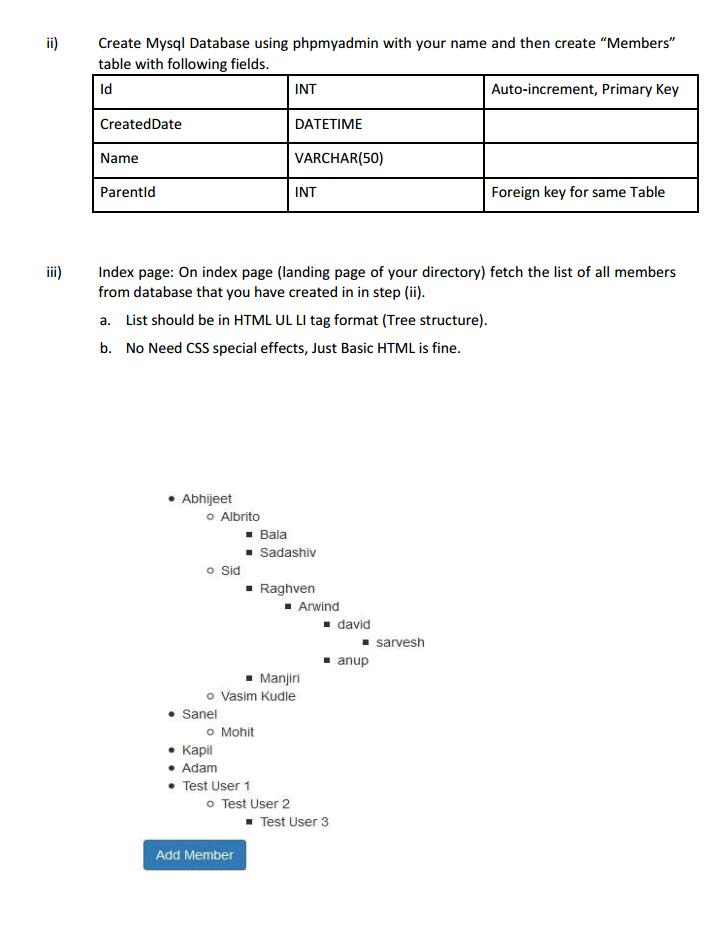 ii) Create Mysql Database using phpmyadmin with your name and then create “Members”
table with following fields.
Id INT Auto-increment, Primary Key
CreatedDate DATETIME
Name VARCHAR(50)
ParentId INT Foreign key for same Table
iii) Index page: On index page (landing page of your directory) fetch the list of all members
from database that you have created in in step (ii).
a. List should be in HTML UL LI tag format (Tree structure).
b. No Need CSS special effects, Just Basic HTML is fine.
Abhijeet
Albrito
Bala
Sadashiv
Sid
Raghven
Arwind
david
sarvesh
anup
Manjiri
Vasim Kudle
Sanel
Mohit
Kapil
Adam
Test User 1
Test User 2
Test User 3
Add Member